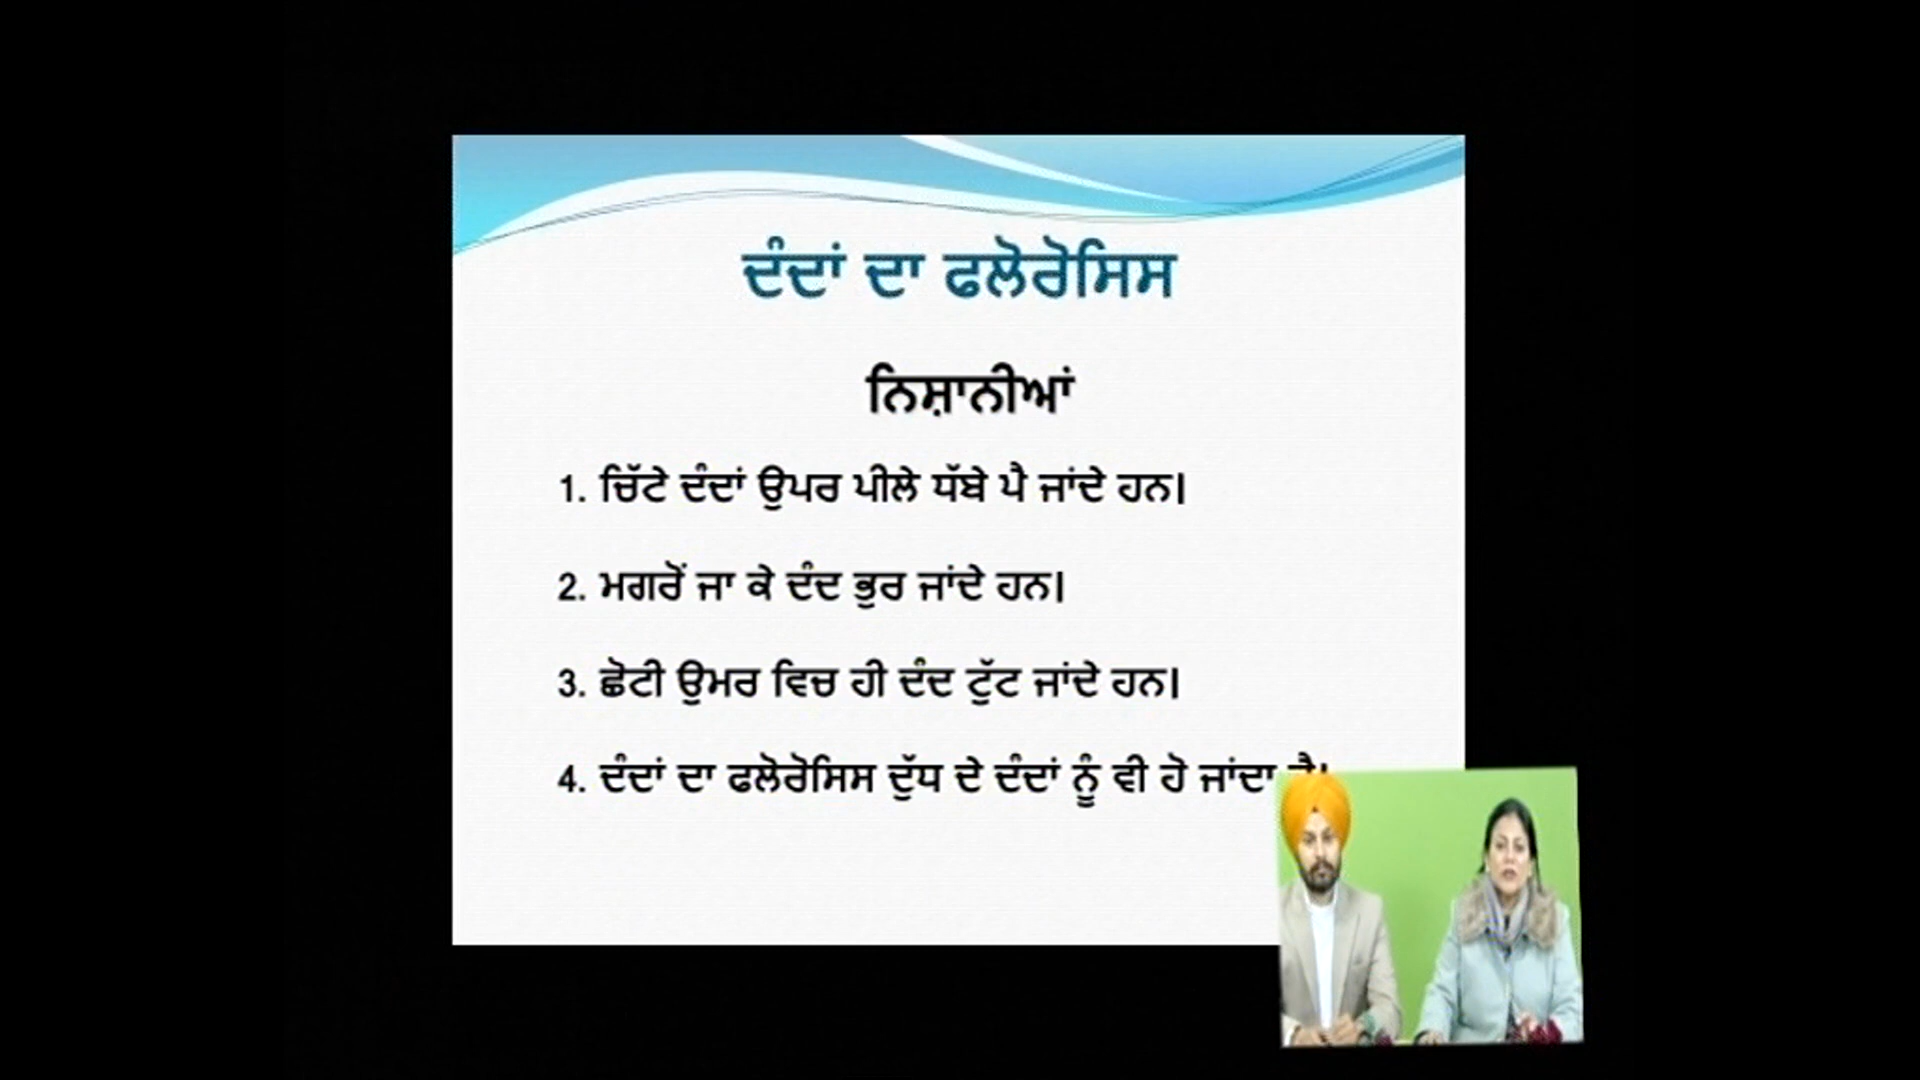 ਦੰਦਾਂ ਦਾ ਫਲੋਰੋਸਿਸ
ਨਿਸ਼ਾਨੀਆਂ
1. ਚਿੱਟੇ ਦੰਦਾਂ ਉਪਰ ਪੀਲੇ ਧੱਬੇ ਪੈ ਜਾਂਦੇ ਹਨ।
2. ਮਗਰੋਂ ਜਾ ਕੇ ਦੰਦ ਭੁਰ ਜਾਂਦੇ ਹਨ।
3. ਛੋਟੀ ਉਮਰ ਵਿਚ ਹੀ ਦੰਦ ਟੁੱਟ ਜਾਂਦੇ ਹਨ।
4. ਦੰਦਾਂ ਦਾ ਫਲੋਰੋਸਿਸ ਦੁੱਧ ਦੇ ਦੰਦਾਂ ਨੂੰ ਵੀ ਹੋ ਜਾਂਦਾ